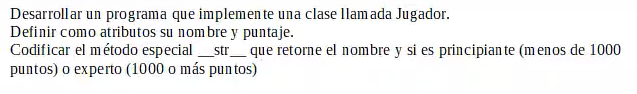 Desarrollar un programa que implemente una clase llamada Jugador.
Definir como atributos su nombre y puntaje.
Codificar el método especial __str__ que retorne el nombre y si es principiante (menos de 1000
puntos) o experto (1000 o más puntos)